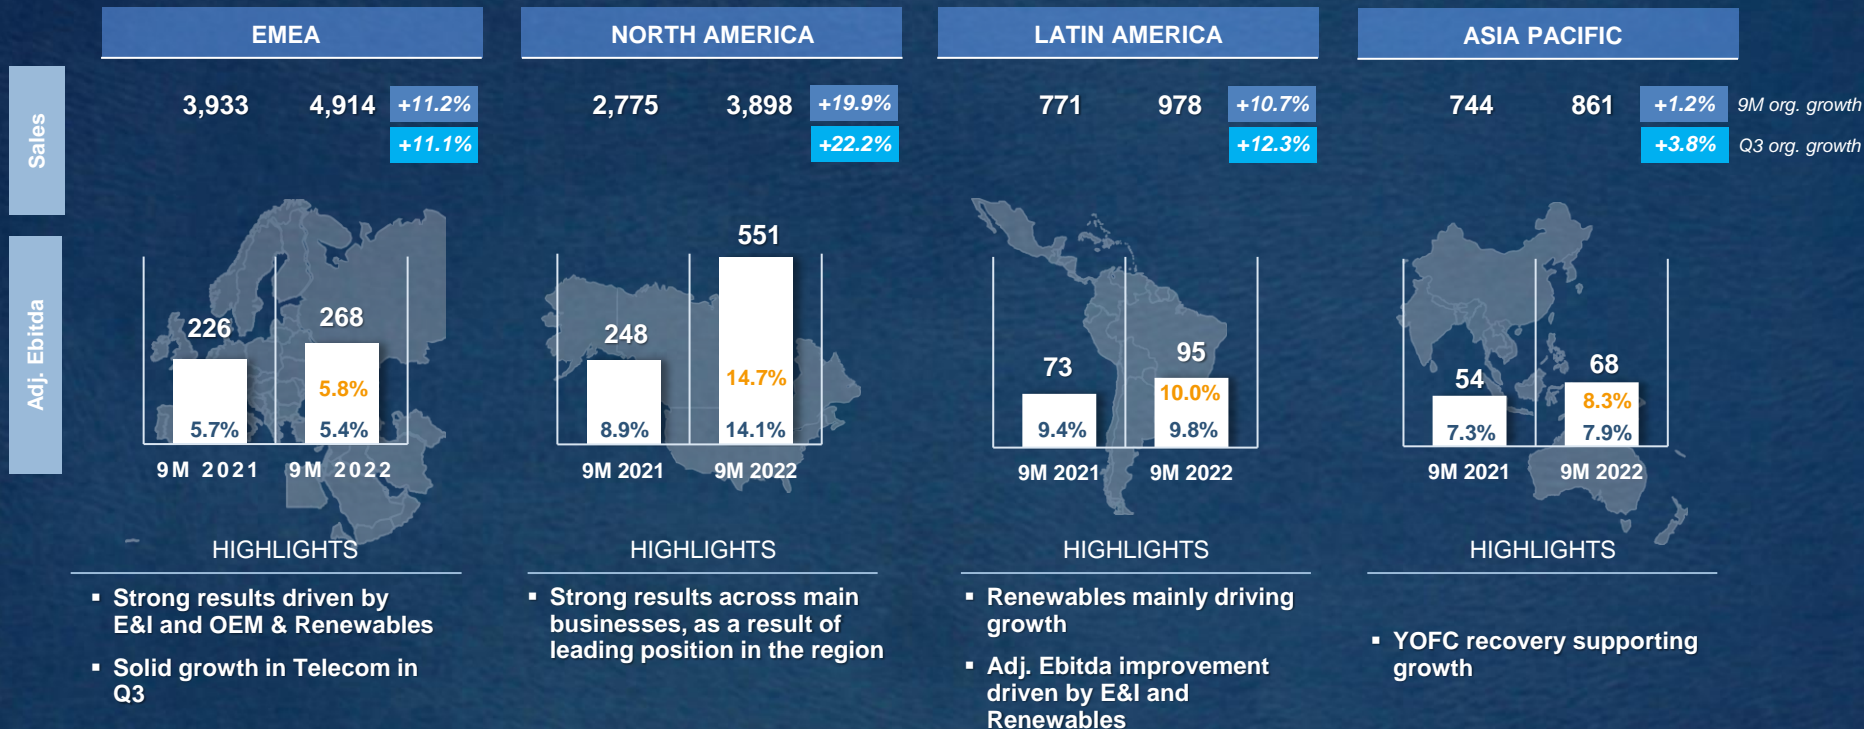 EMEA
NORTH AMERICA
LATIN AMERICA
ASIA PACIFIC
Sales
3,933 4,914 +11.2%
+11.1%
2,775 3,898 +19.9%
+22.2%
771 978 +10.7%
+12.3%
744 861 +1.2% 9M org. growth
+3.8% Q3 org. growth
Adj. Ebitda
226 268
5.8%
5.7% 5.4%
9M 2021 9M 2022
248 551
14.7%
8.9% 14.1%
9M 2021 9M 2022
73 95
10.0%
9.4% 9.8%
9M 2021 9M 2022
54 68
8.3%
7.3% 7.9%
9M 2021 9M 2022
HIGHLIGHTS
▪ Strong results driven by
E&I and OEM & Renewables
▪ Solid growth in Telecom in
Q3
HIGHLIGHTS
▪ Strong results across main
businesses, as a result of
leading position in the region
HIGHLIGHTS
▪ Renewables mainly driving
growth
▪ Adj. Ebitda improvement
driven by E&I and
Renewables
HIGHLIGHTS
▪ YOFC recovery supporting
growth